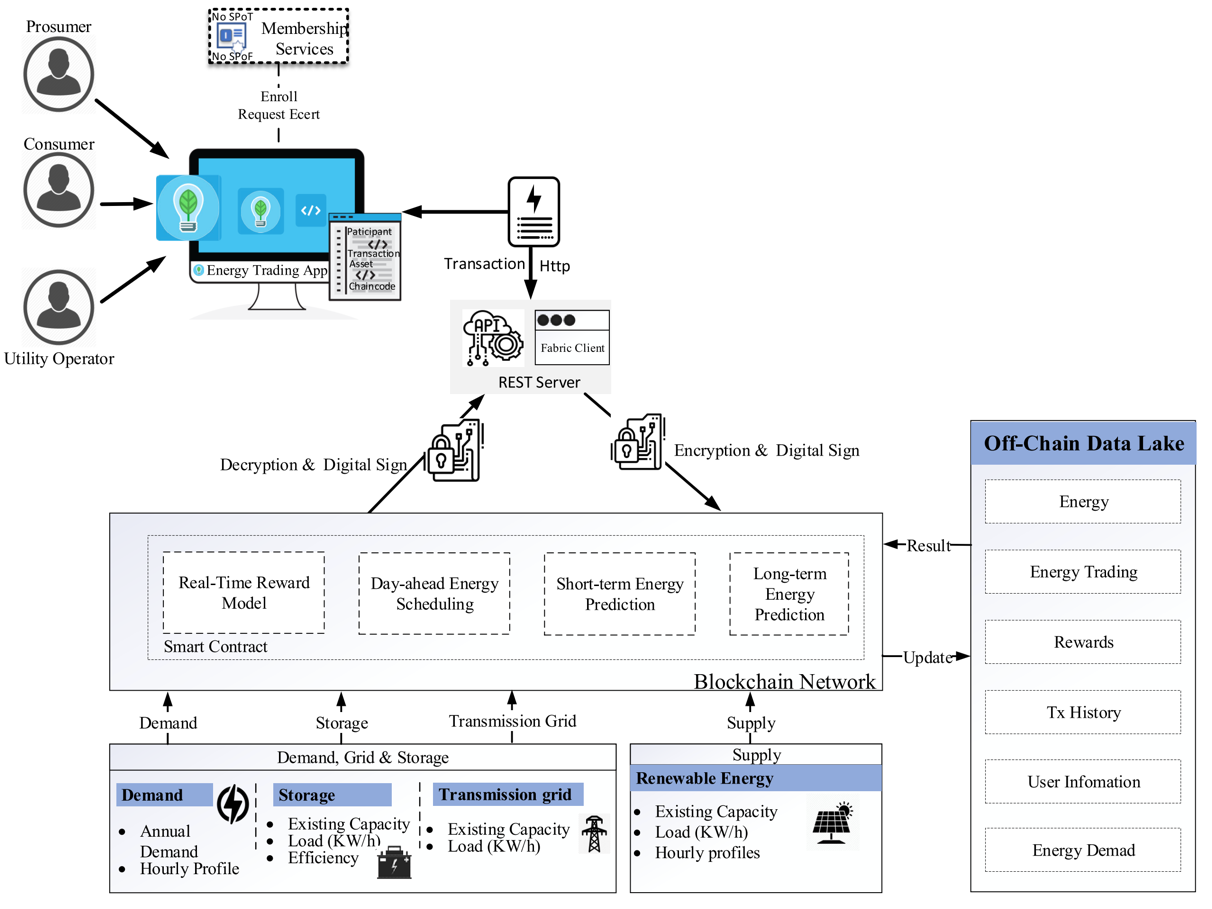 Prosumer
No SPoT
Membership
Services
No SPoF
Enroll
Request Ecert
Consumer
</>
Paticipant
</>
Transaction
Asset
</>
Chaincode
Energy Trading App
Transaction
Http
Utility Operator
API
Fabric Client
REST Server
Decryption & Digital Sign
Encryption & Digital Sign
Off-Chain Data Lake
Energy
Energy Trading
Rewards
Tx History
User Infomation
Energy Demad
Result
Update
Real-Time Reward
Model
Day-ahead Energy
Scheduling
Short-term Energy
Prediction
Long-term
Energy
Prediction
Smart Contract
Blockchain Network
Demand
Storage
Transmission Grid
Supply
Demand, Grid & Storage
Demand
• Annual
Demand
• Hourly Profile
Storage
• Existing Capacity
• Load (KW/h)
• Efficiency
Transmission grid
• Existing Capacity
• Load (KW/h)
Supply
Renewable Energy
• Existing Capacity
• Load (KW/h)
• Hourly profiles